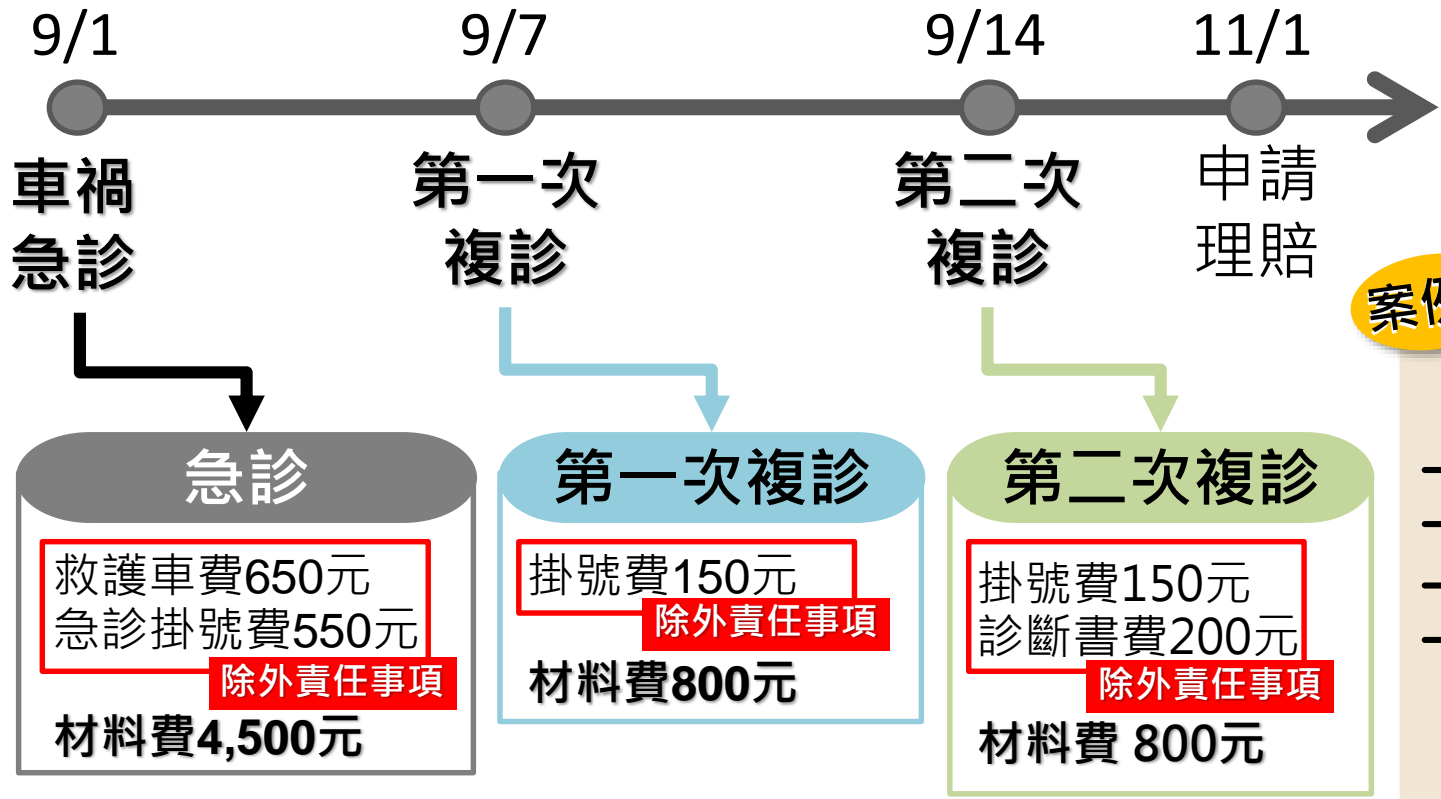 9/1
9/7
9/14
11/1
車禍
急診
第一次
複診
第二次
複診
申請
理賠
案例
急診
救護車費650元
急診掛號費550元
除外責任事項
材料費4,500元
第一次複診
掛號費150元
除外責任事項
材料費800元
第二次複診
掛號費150元
診斷書費200元
除外責任事項
材料費 800元